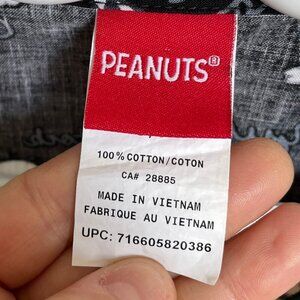 PEANUTS®
100% COTTON/COTON
CA# 28885
MADE IN VIETNAM
FABRIQUE AU VIETNAM
UPC: 716605820386